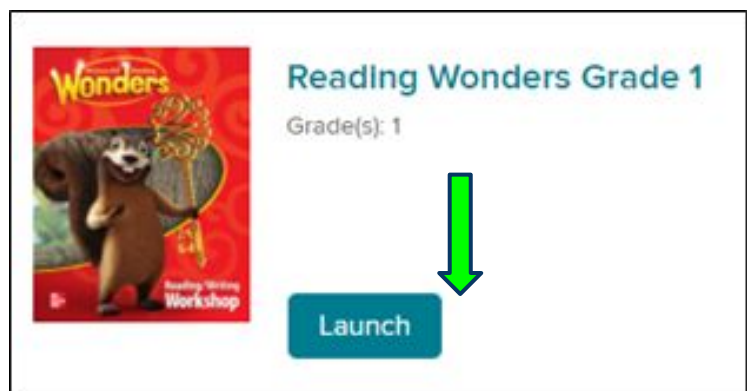 Wonders
Reading/Writing
Workshop
Reading Wonders Grade 1
Grade(s): 1
Launch